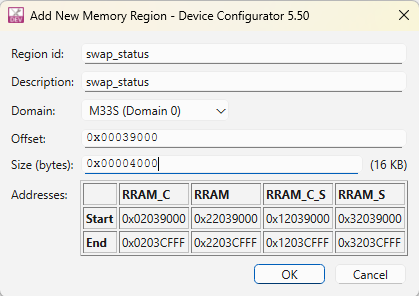 DEV
Add New Memory Region - Device Configurator 5.50
Region id: swap_status
Description: swap_status
Domain: M33S (Domain 0)
Offset: 0x00039000
Size (bytes): 0x00004000 (16 KB)
Addresses:
RRAM_C RRAM RRAM_C_S RRAM_S
Start 0x02039000 0x22039000 0x12039000 0x32039000
End 0x0203CFFF 0x2203CFFF 0x1203CFFF 0x3203CFFF
OK Cancel